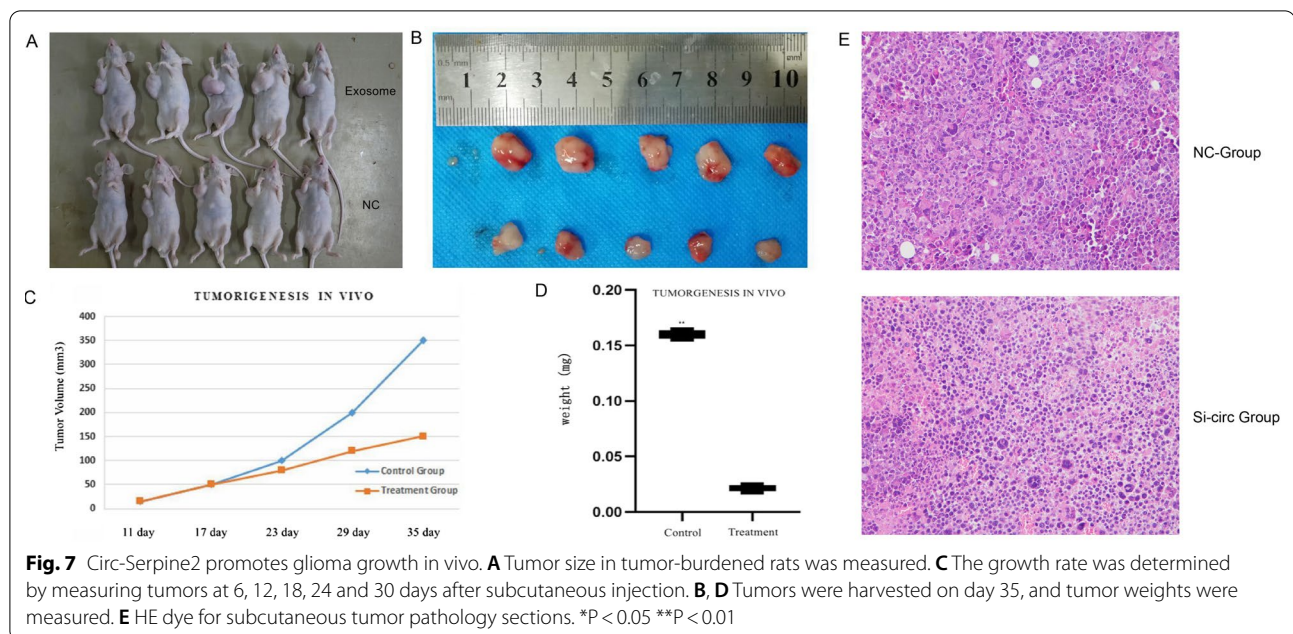 A
Exosome
NC
B
0.5 mm
1 2 3 4 5 6 7 8 9 10
mm
E
NC-Group
Si-circ Group
C
TUMORIGENESIS IN VIVO
Tumor Volume (mm3)
400
350
300
250
200
150
100
50
0
11 day 17 day 23 day 29 day 35 day
Control Group
Treatment Group
D
TUMORGENESIS IN VIVO
weight (mg)
0.20
0.15
0.10
0.05
0.00
**
Control Treatment
Fig. 7 Circ-Serpine2 promotes glioma growth in vivo. A Tumor size in tumor-burdened rats was measured. C The growth rate was determined
by measuring tumors at 6, 12, 18, 24 and 30 days after subcutaneous injection. B, D Tumors were harvested on day 35, and tumor weights were
measured. E HE dye for subcutaneous tumor pathology sections. *P < 0.05 **P < 0.01